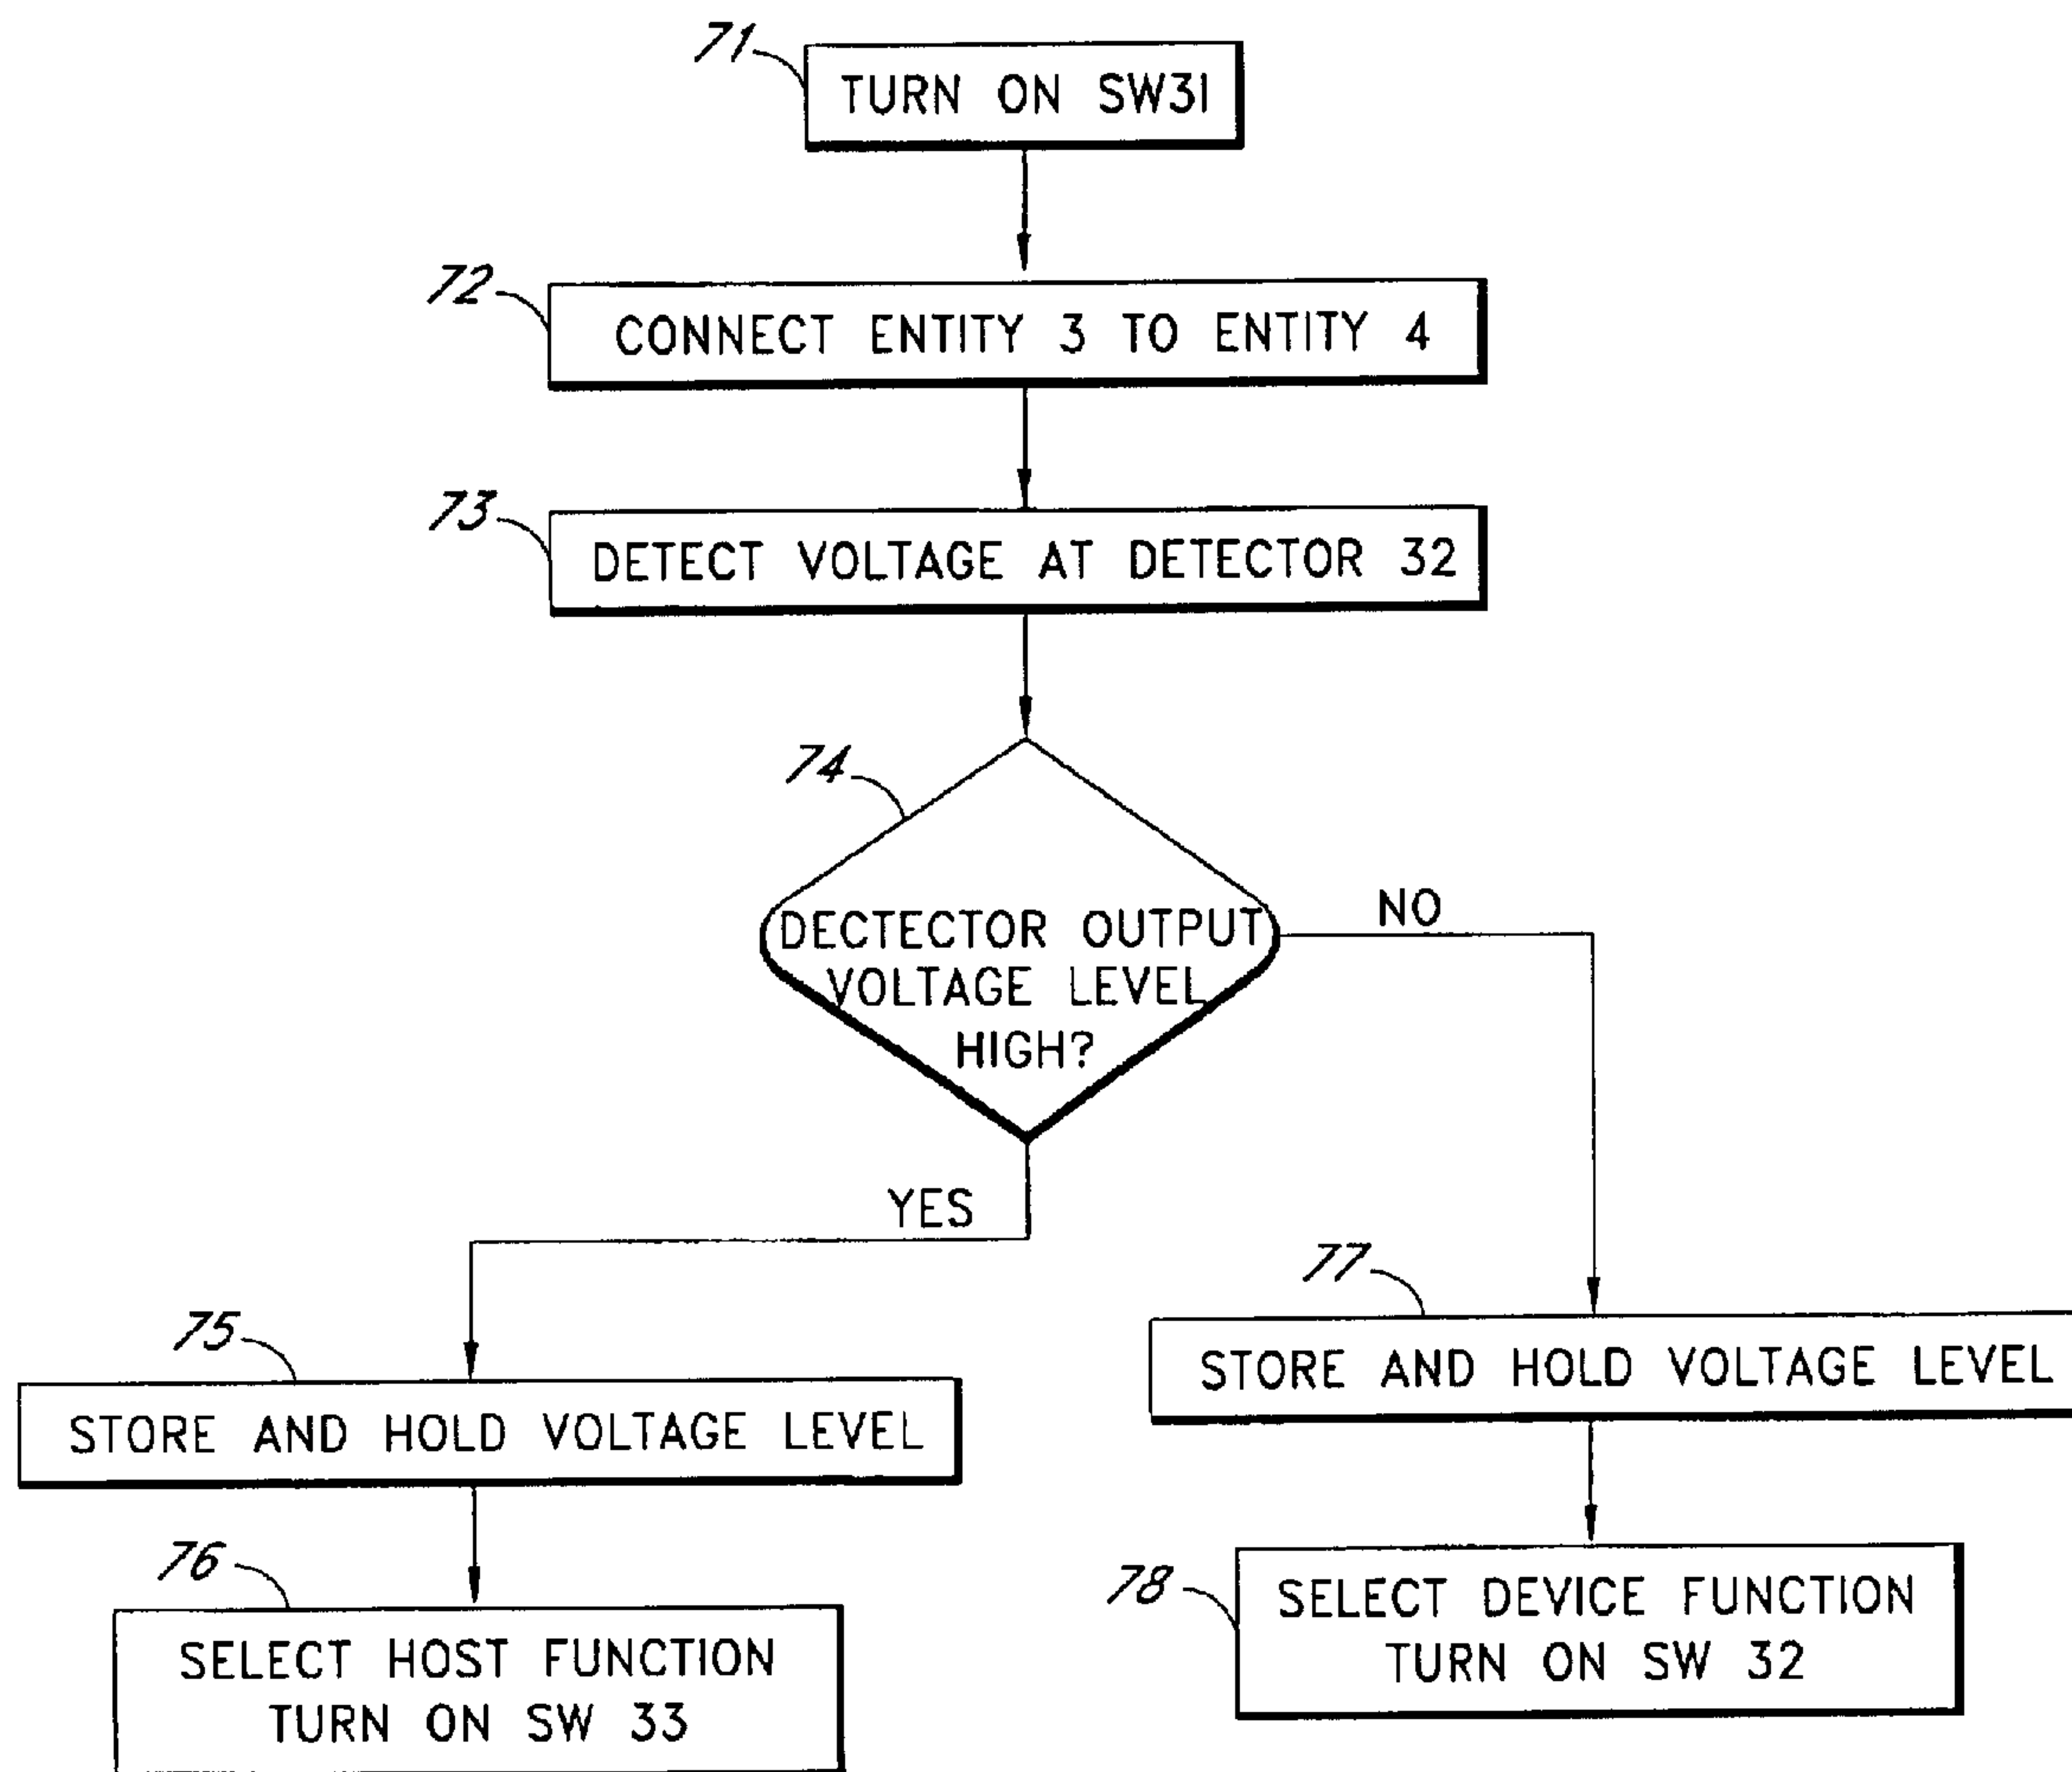 71
TURN ON SW31
72
CONNECT ENTITY 3 TO ENTITY 4
73
DETECT VOLTAGE AT DETECTOR 32
74
DECTECTOR OUTPUT
VOLTAGE LEVEL
HIGH?
NO
YES
75
STORE AND HOLD VOLTAGE LEVEL
77
STORE AND HOLD VOLTAGE LEVEL
76
SELECT HOST FUNCTION
TURN ON SW 33
78
SELECT DEVICE FUNCTION
TURN ON SW 32